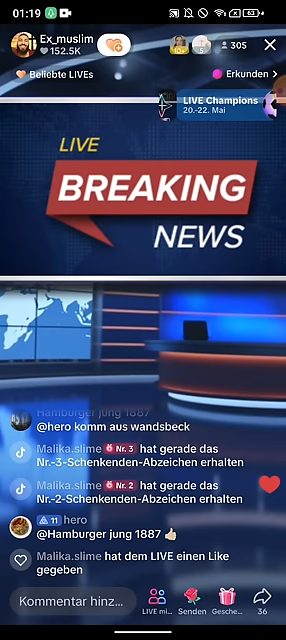 01:19
Ex_muslim
152.5K
10
5
305
Beliebte LIVEs
Erkunden >
LIVE Champions
20.-22. Mai
LIVE
BREAKING
NEWS
Hamburger jung 1887
@hero komm aus wandsbeck
Malika.slime Nr. 3 hat gerade das
Nr.-3-Schenkenden-Abzeichen erhalten
Malika.slime Nr. 2 hat gerade das
Nr.-2-Schenkenden-Abzeichen erhalten
11 hero
@Hamburger jung 1887 👍🏻
Malika.slime hat dem LIVE einen Like
gegeben
Kommentar hinz...
LIVE mi...
Senden
Gesche...
36